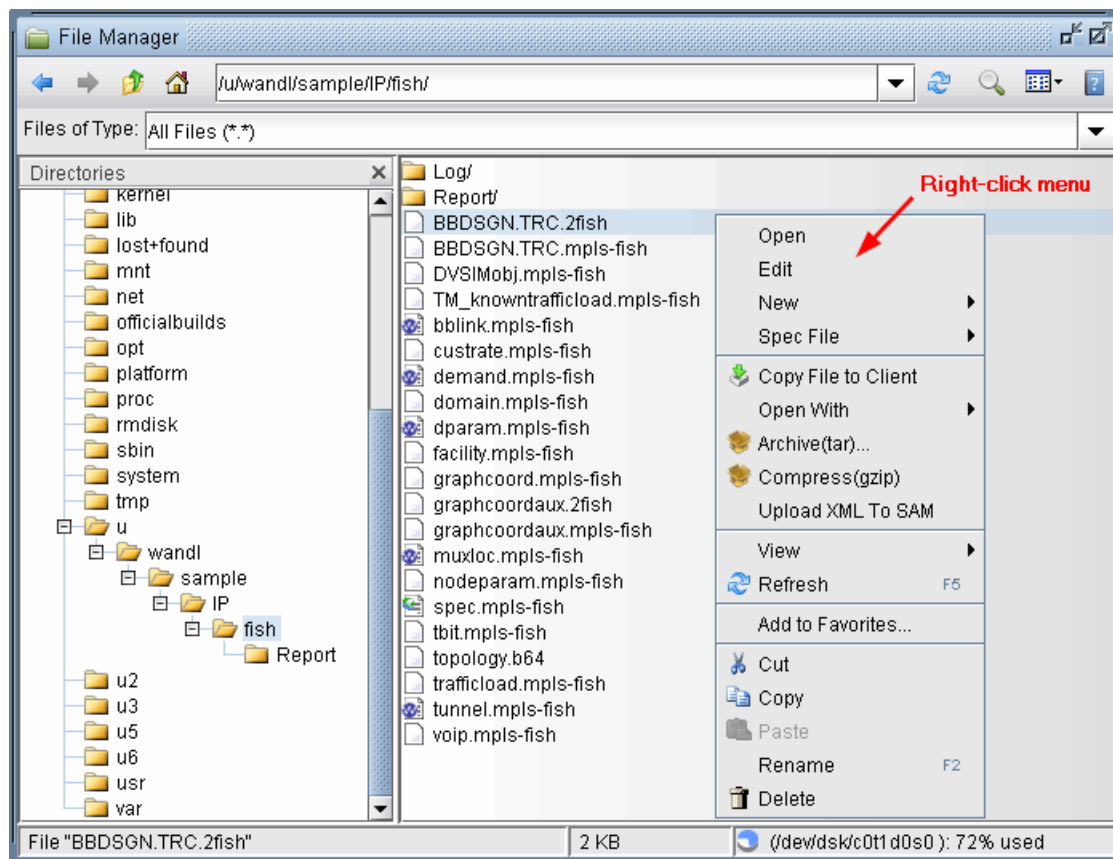 File Manager
/u/wandl/sample/IP/fish/
Files of Type: All Files (*.*)
Directories
kernel
lib
lost+found
mnt
net
officialbuilds
opt
platform
proc
rmdisk
sbin
system
tmp
u
wandl
sample
IP
fish
Report
u2
u3
u5
u6
usr
var
Log/
Report/
BBDSGN.TRC.2fish
BBDSGN.TRC.mpls-fish
DVSIMobj.mpls-fish
TM_knowntrafficload.mpls-fish
bblink.mpls-fish
custrate.mpls-fish
demand.mpls-fish
domain.mpls-fish
dparam.mpls-fish
facility.mpls-fish
graphcoord.mpls-fish
graphcoordaux.2fish
graphcoordaux.mpls-fish
muxloc.mpls-fish
nodeparam.mpls-fish
spec.mpls-fish
tbit.mpls-fish
topology.b64
trafficload.mpls-fish
tunnel.mpls-fish
voip.mpls-fish
Right-click menu
Open
Edit
New
Spec File
Copy File to Client
Open With
Archive(tar)...
Compress(gzip)
Upload XML To SAM
View
Refresh F5
Add to Favorites...
Cut
Copy
Paste
Rename F2
Delete
File "BBDSGN.TRC.2fish" 2 KB (/dev/dsk/c0t1d0s0 ): 72% used